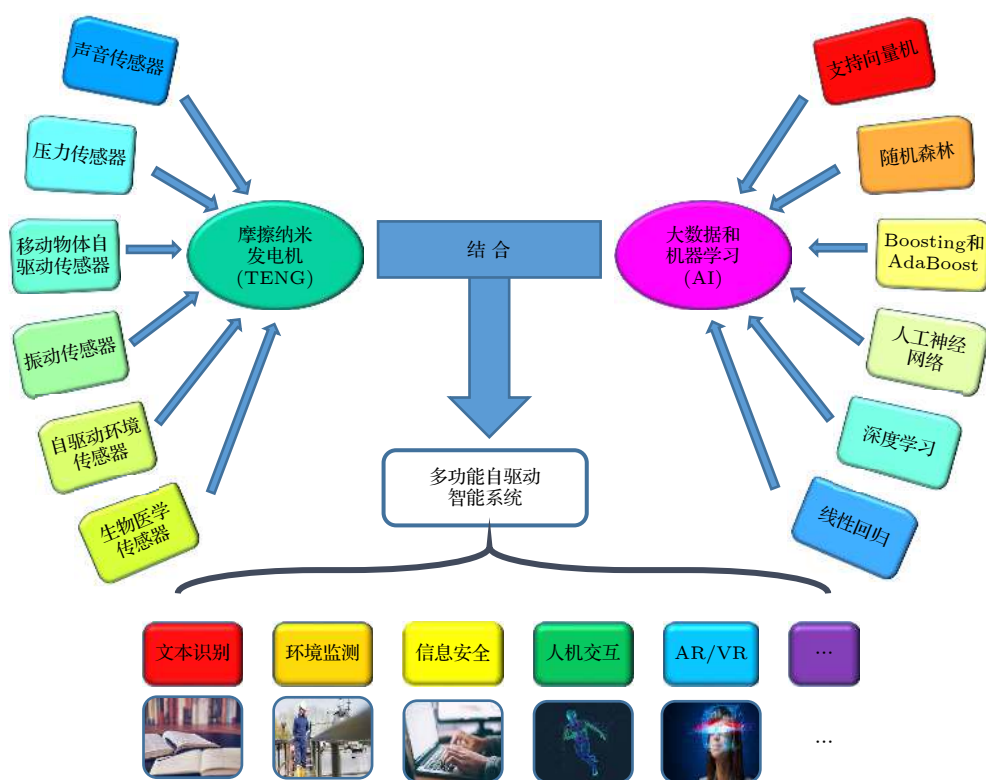 声音传感器
压力传感器
移动物体自
驱动传感器
振动传感器
自驱动环境
传感器
生物医学
传感器
摩擦纳米
发电机
(TENG)
结 合
大数据和
机器学习
(AI)
支持向量机
随机森林
Boosting和
AdaBoost
人工神经
网络
深度学习
线性回归
多功能自驱动
智能系统
文本识别
环境监测
信息安全
人机交互
AR/VR
…
…